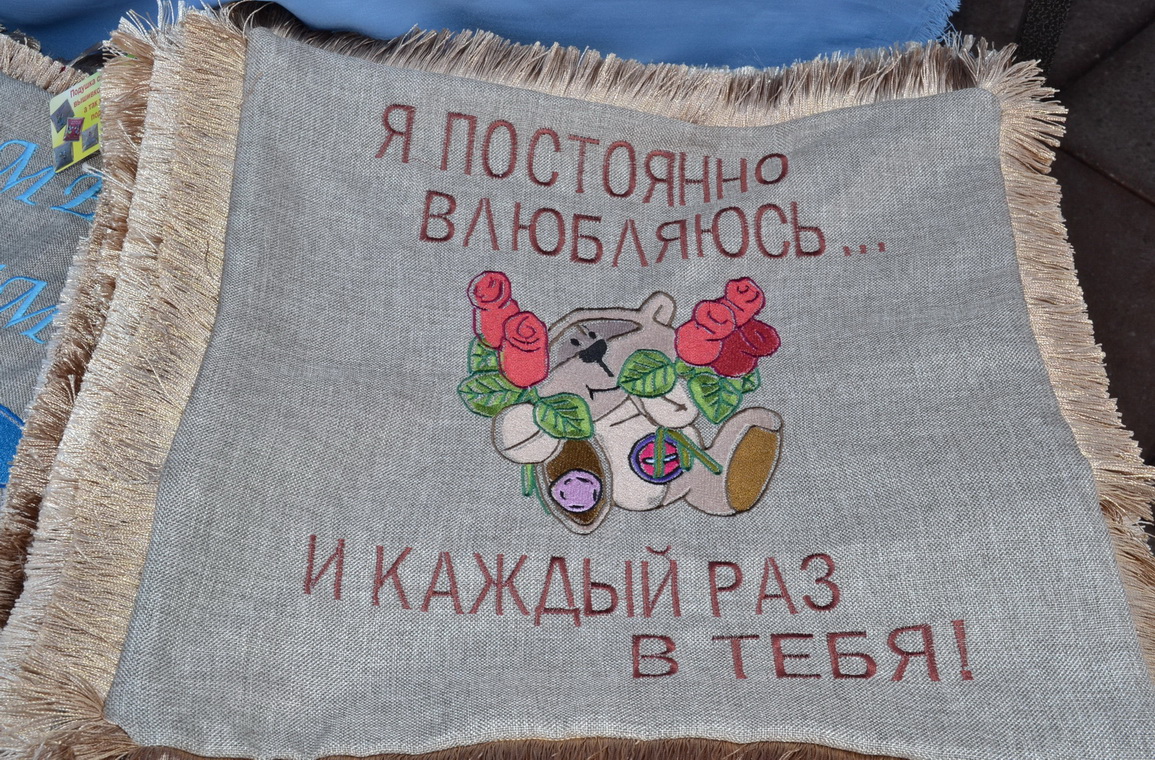 Я ПОСТОЯННО
ВЛЮБЛЯЮСЬ...
И КАЖДЫЙ РАЗ
В ТЕБЯ!